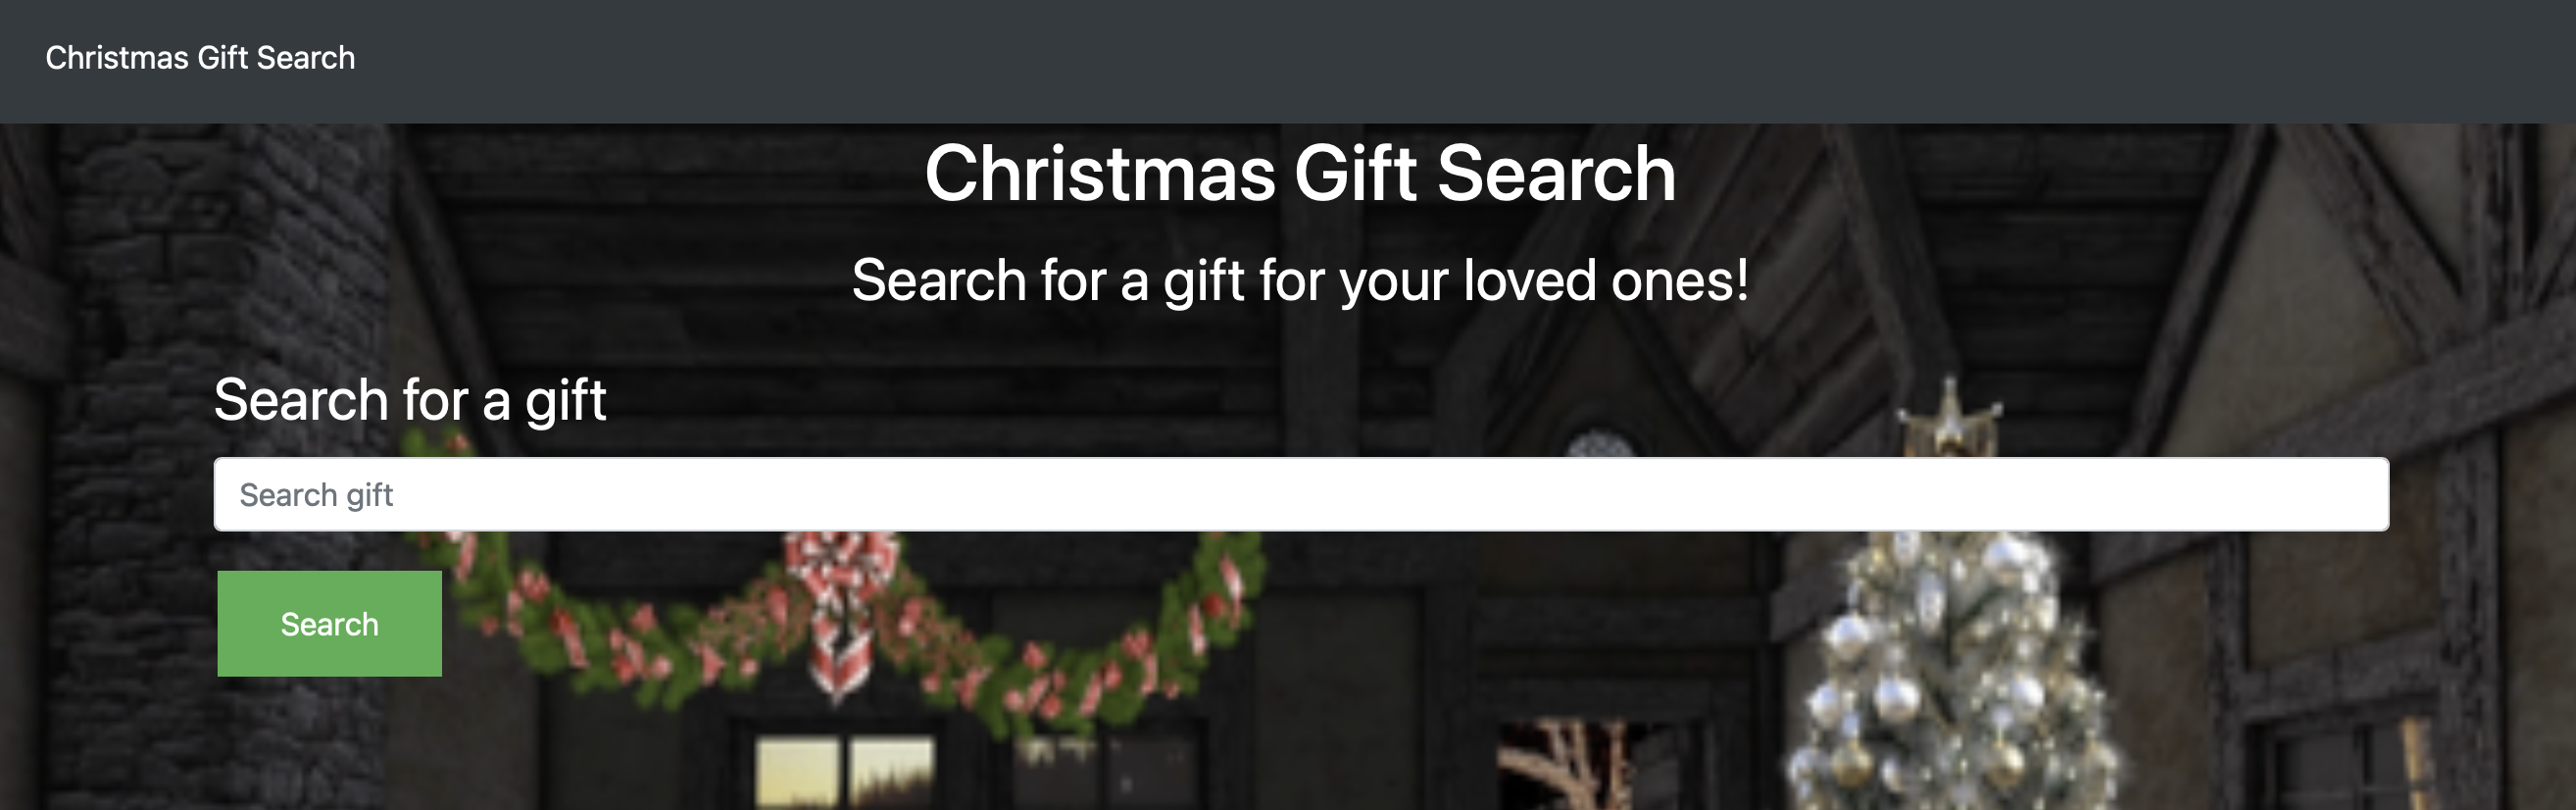 Christmas Gift Search
Christmas Gift Search
Search for a gift for your loved ones!
Search for a gift
Search gift
Search